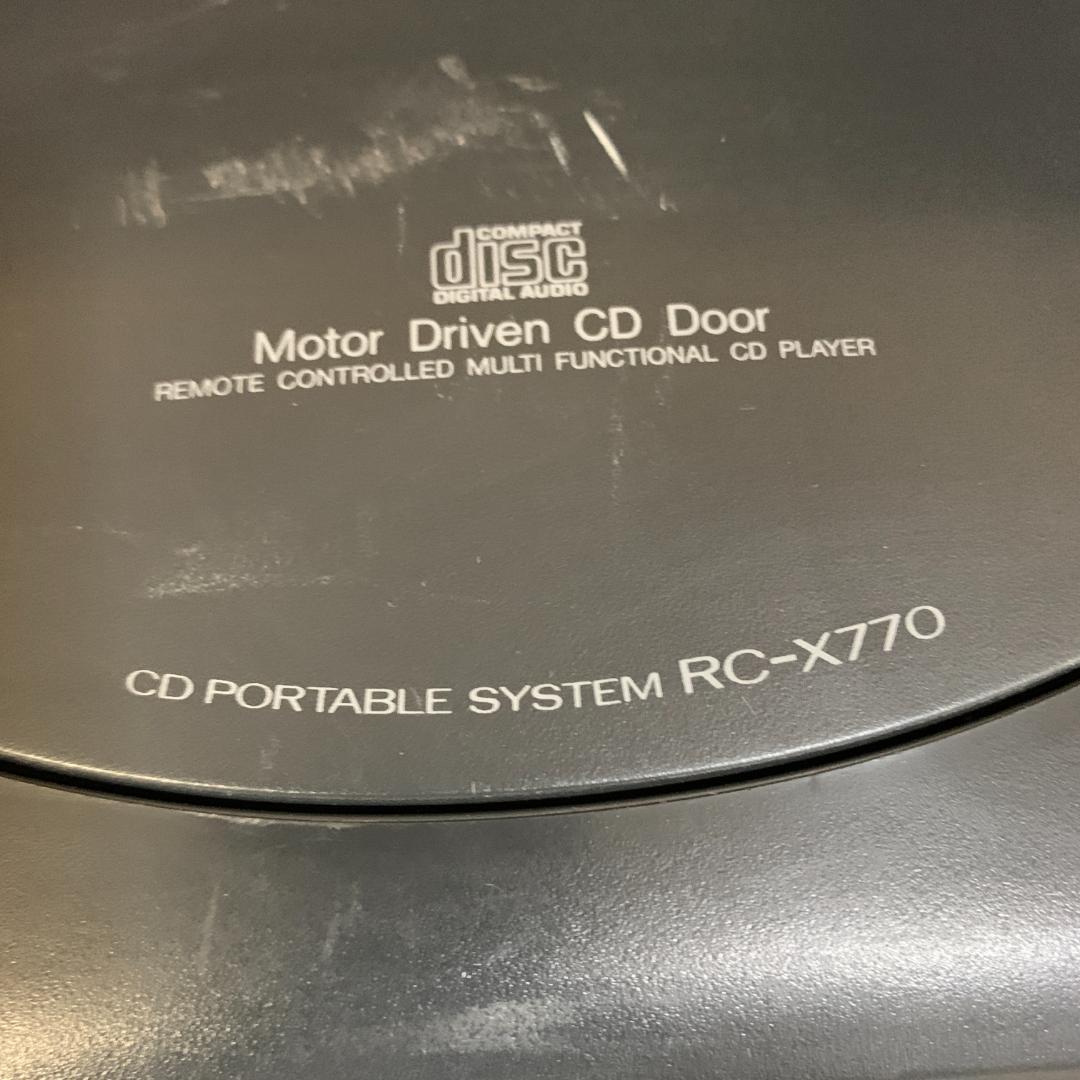 COMPACT
disc
DIGITAL AUDIO
Motor Driven CD Door
REMOTE CONTROLLED MULTI FUNCTIONAL CD PLAYER
CD PORTABLE SYSTEM RC-X770